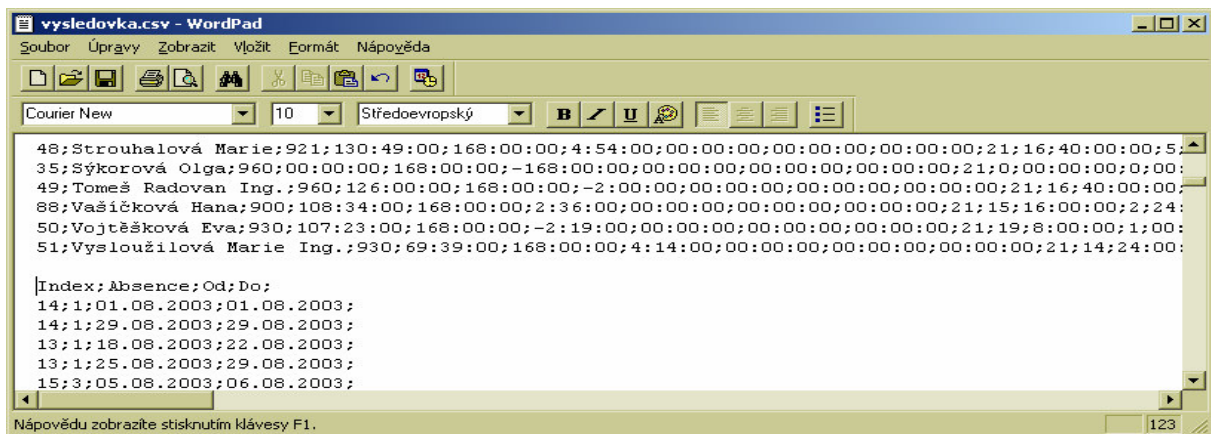 vysledovka.csv - WordPad
Soubor Úpravy Zobrazit Vložit Formát Nápověda
Courier New 10 Středoevropský B I U
48;Strouhalová Marie;921;130:49:00;168:00:00;4:54:00;00:00:00;00:00:00;00:00:00;21;16;40:00:00;5;
35;Sýkorová Olga;960;00:00:00;168:00:00;-168:00:00;00:00:00;00:00:00;00:00:00;21;0;00:00:00;0;00:
49;Tomeš Radovan Ing.;960;126:00:00;168:00:00;-2:00:00;00:00:00;00:00:00;00:00:00;21;16;40:00:
88;Vašíčková Hana;900;108:34:00;168:00:00;2:36:00;00:00:00;00:00:00;00:00:00;21;15;16:00:00;2;24:
50;Vojtěšková Eva;930;107:23:00;168:00:00;-2:19:00;00:00:00;00:00:00;00:00:00;21;19;8:00:00;1;00:
51;Vysloužilová Marie Ing.;930;69:39:00;168:00:00;4:14:00;00:00:00;00:00:00;00:00:00;21;14;24:00:
Index;Absence;Od;Do;
14;1;01.08.2003;01.08.2003;
14;1;29.08.2003;29.08.2003;
13;1;18.08.2003;22.08.2003;
13;1;25.08.2003;29.08.2003;
15;3;05.08.2003;06.08.2003;
Nápovědu zobrazíte stisknutím klávesy F1. 123